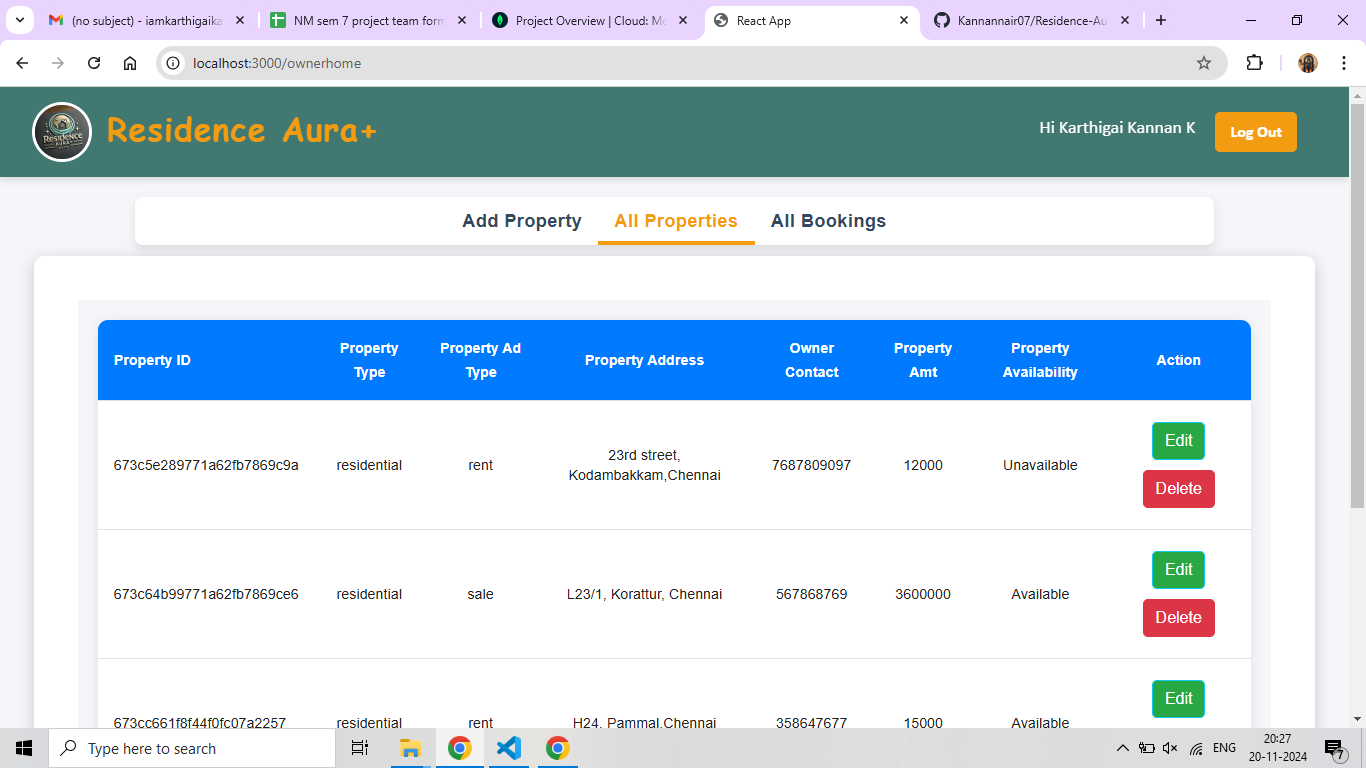 (no subject) - iamkarthigaika
NM sem 7 project team form
Project Overview | Cloud: Mo
React App
Kannannair07/Residence-Au
localhost:3000/ownerhome
Residence Aura+
Hi Karthigai Kannan K
Log Out
Add Property
All Properties
All Bookings
Property ID
Property
Type
Property Ad
Type
Property Address
Owner
Contact
Property
Amt
Property
Availability
Action
673c5e289771a62fb7869c9a
residential
rent
23rd street,
Kodambakkam,Chennai
7687809097
12000
Unavailable
Edit
Delete
673c64b99771a62fb7869ce6
residential
sale
L23/1, Korattur, Chennai
567868769
3600000
Available
Edit
Delete
673cc661f8f44f0fc07a2257
residential
rent
H24, Pammal,Chennai
358647677
15000
Available
Edit
Type here to search
ENG
20:27
20-11-2024
7